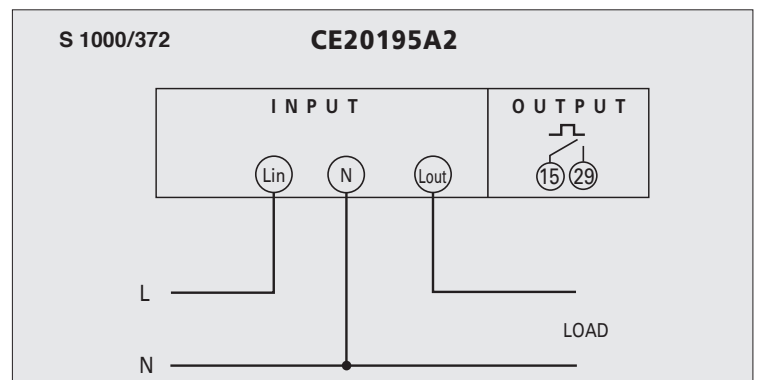 S 1000/372 CE20195A2
INPUT OUTPUT
Lin N Lout 15 29
L
LOAD
N